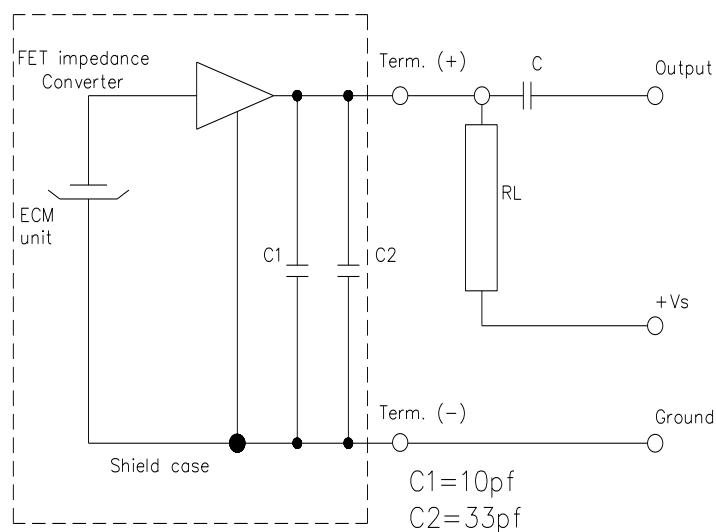 FET impedance
Converter
Term. (+)
C
Output
ECM
unit
RL
C1
C2
+Vs
Term. (-)
Ground
Shield case
C1=10pf
C2=33pf